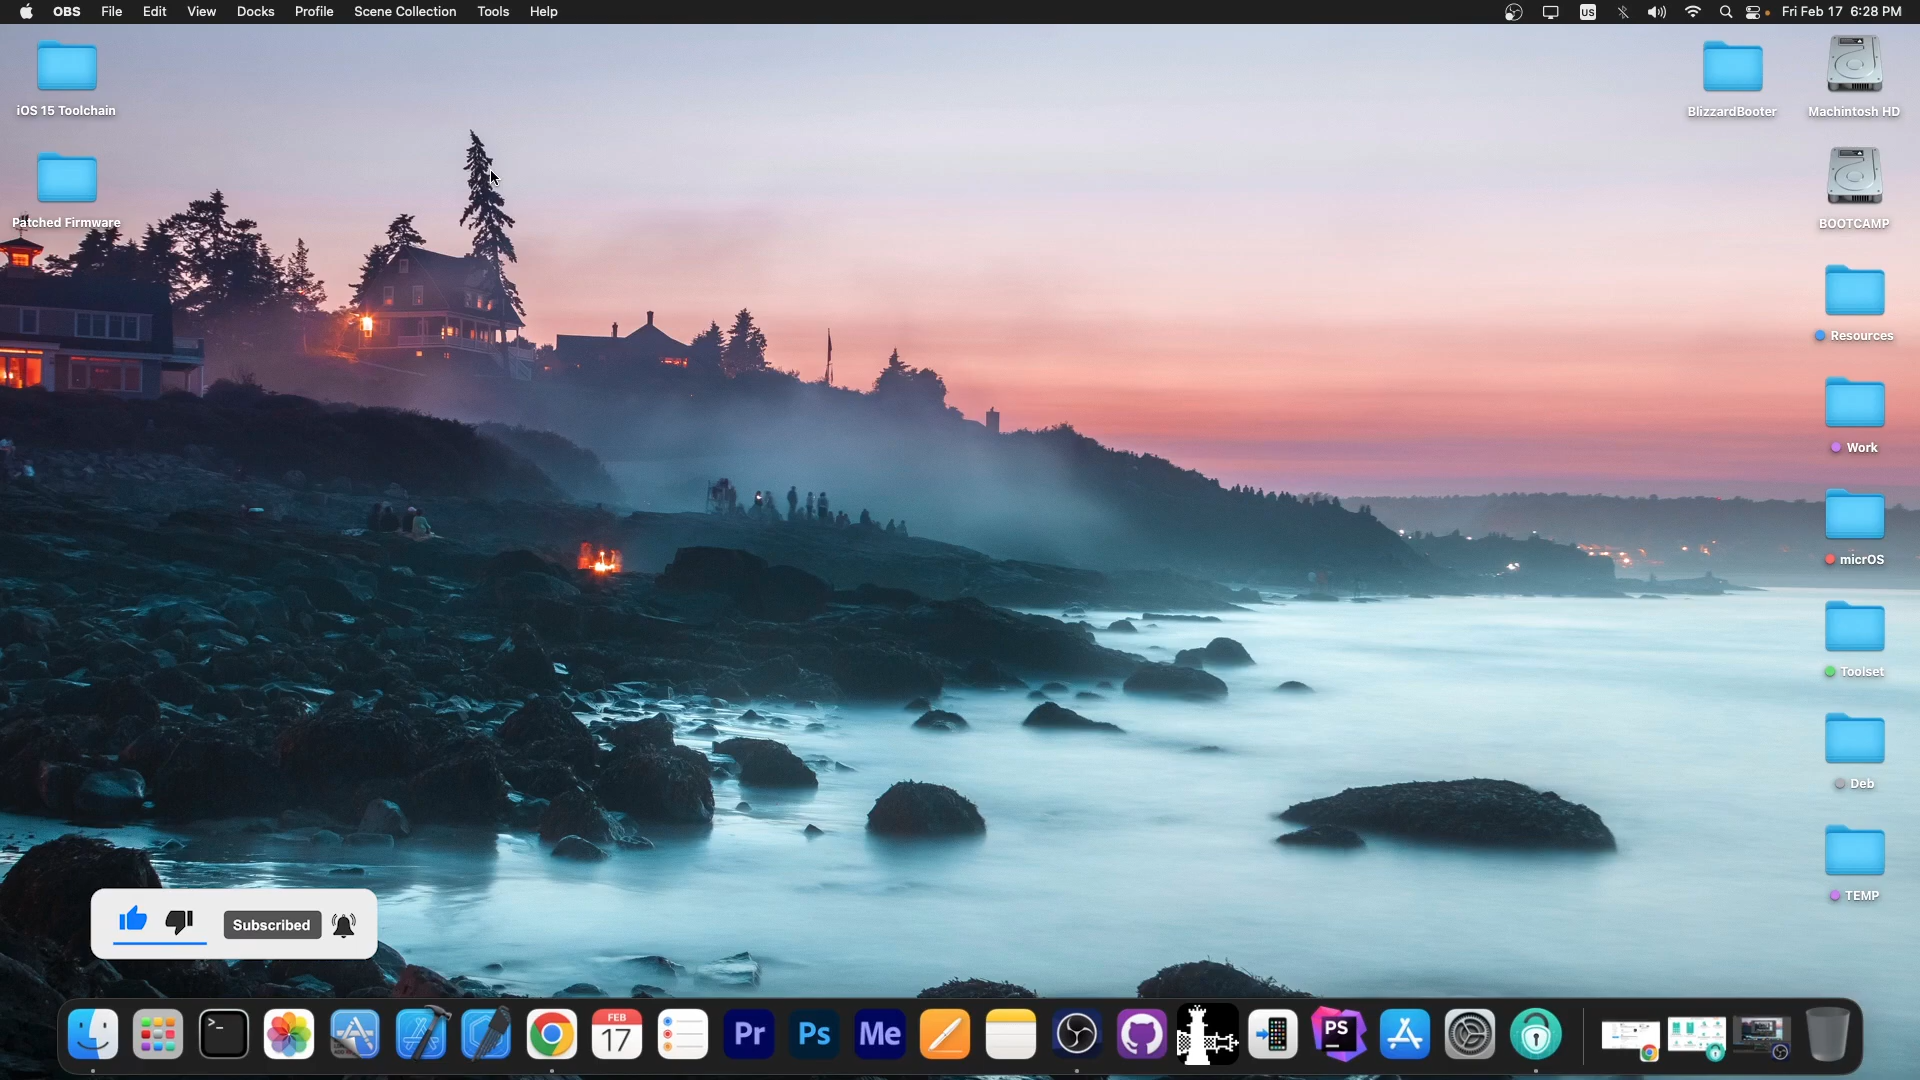 OBS File Edit View Docks Profile Scene Collection Tools Help US Fri Feb 17 6:28 PM
iOS 15 Toolchain
BlizzardBooter
Machintosh HD
Patched Firmware
BOOTCAMP
Resources
Work
micrOS
Toolset
Deb
TEMP
Subscribed
>_
FEB
17
Pr
Ps
Me
PS